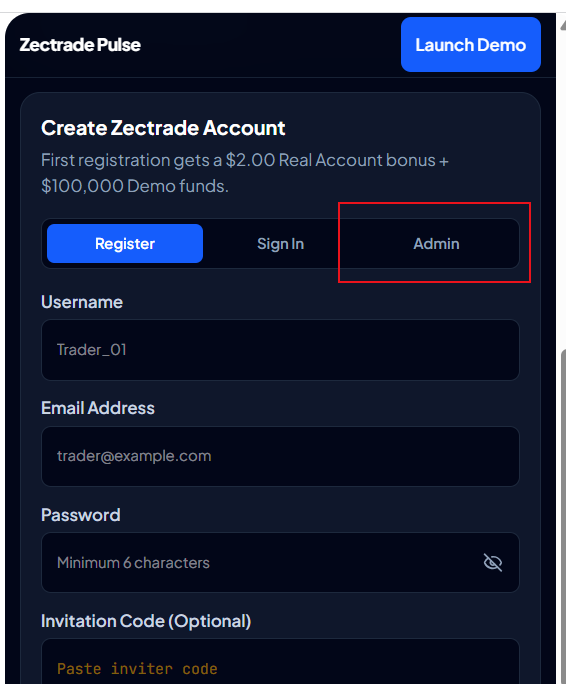 Zectrade Pulse
Launch Demo
Create Zectrade Account
First registration gets a $2.00 Real Account bonus +
$100,000 Demo funds.
Register
Sign In
Admin
Username
Trader_01
Email Address
trader@example.com
Password
Minimum 6 characters
Invitation Code (Optional)
Paste inviter code